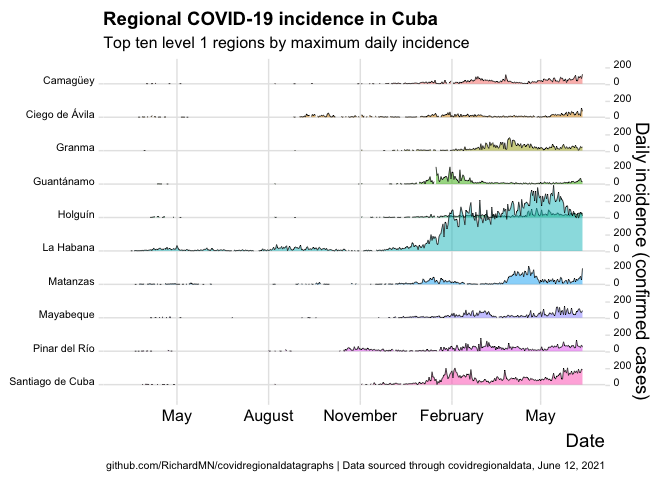 Regional COVID-19 incidence in Cuba
Top ten level 1 regions by maximum daily incidence
Camagüey
200
0
Ciego de Ávila
200
0
Granma
200
0
Guantánamo
200
0
Holguín
200
0
La Habana
200
0
Matanzas
200
0
Mayabeque
200
0
Pinar del Río
200
0
Santiago de Cuba
200
0
Daily incidence (confirmed cases)
May
August
November
February
May
Date
github.com/RichardMN/covidregionaldatagraphs | Data sourced through covidregionaldata, June 12, 2021